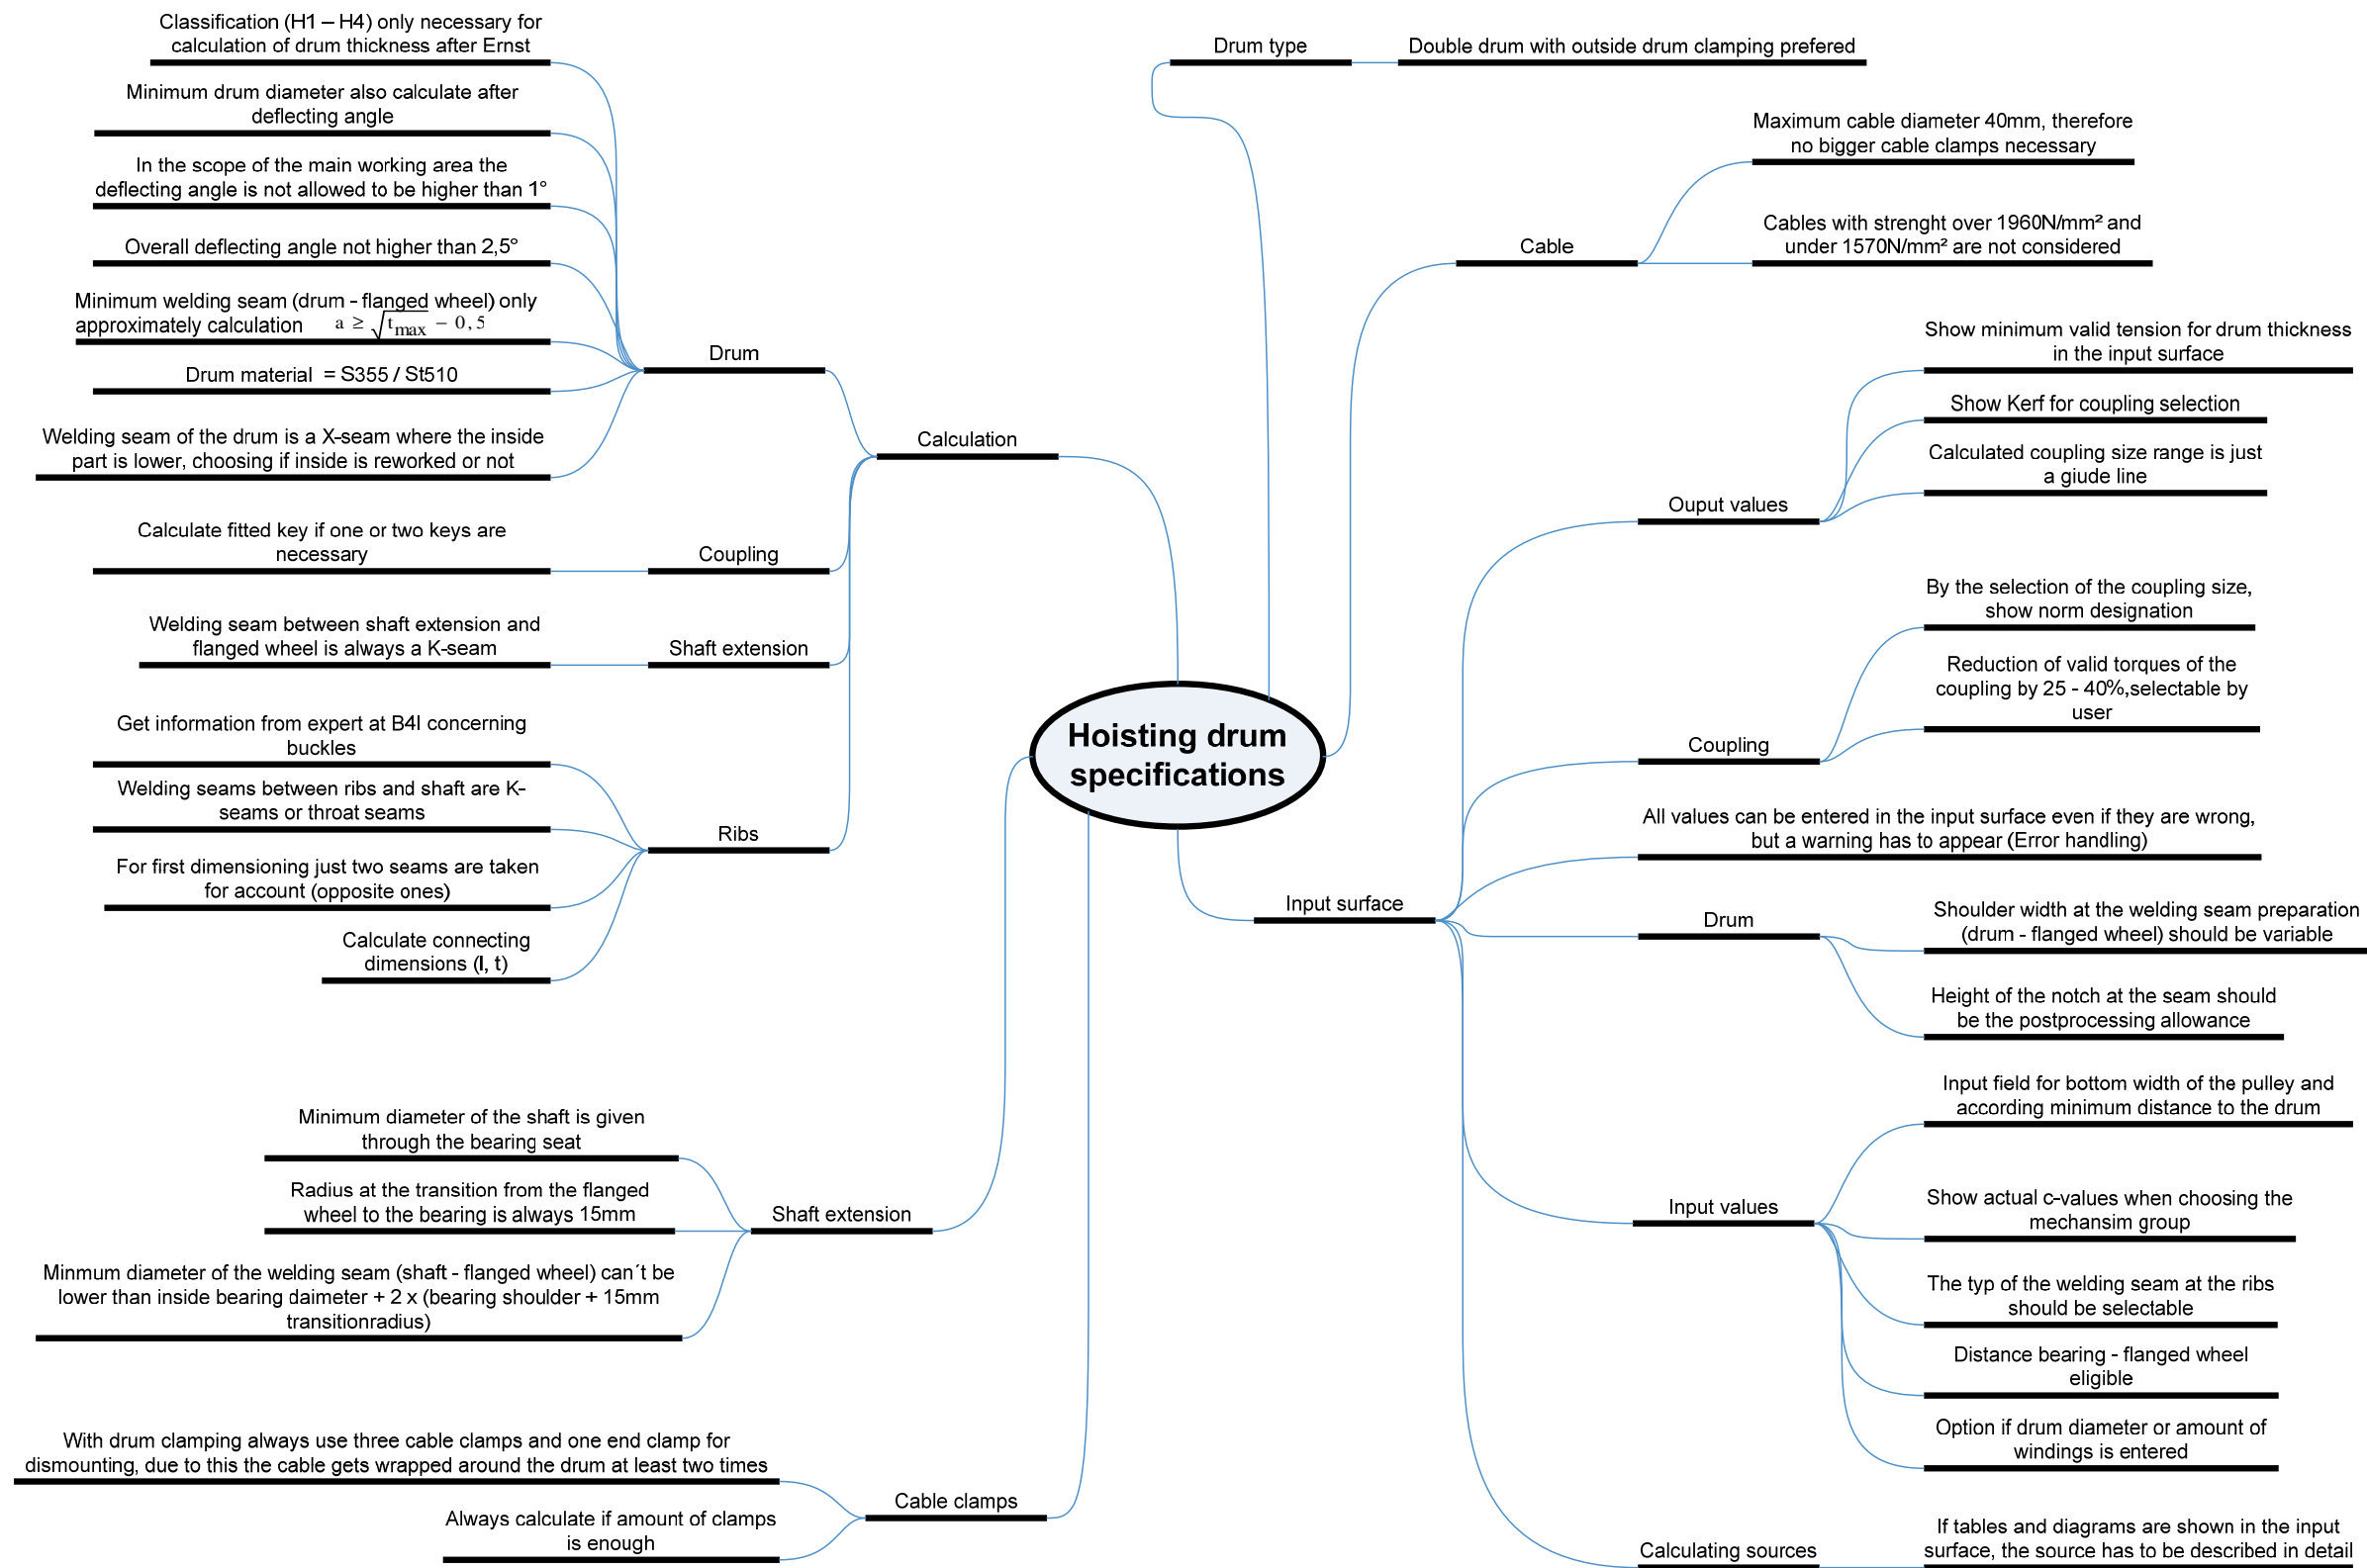 Hoisting drum
specifications
Drum type
Double drum with outside drum clamping prefered
Cable
Maximum cable diameter 40mm, therefore
no bigger cable clamps necessary
Cables with strenght over 1960N/mm² and
under 1570N/mm² are not considered
Input surface
Ouput values
Show minimum valid tension for drum thickness
in the input surface
Show Kerf for coupling selection
Calculated coupling size range is just
a giude line
Coupling
By the selection of the coupling size,
show norm designation
Reduction of valid torques of the
coupling by 25 - 40%,selectable by
user
All values can be entered in the input surface even if they are wrong,
but a warning has to appear (Error handling)
Drum
Shoulder width at the welding seam preparation
(drum - flanged wheel) should be variable
Height of the notch at the seam should
be the postprocessing allowance
Input values
Input field for bottom width of the pulley and
according minimum distance to the drum
Show actual c-values when choosing the
mechansim group
The typ of the welding seam at the ribs
should be selectable
Distance bearing - flanged wheel
eligible
Option if drum diameter or amount of
windings is entered
Calculating sources
If tables and diagrams are shown in the input
surface, the source has to be described in detail
Calculation
Drum
Classification (H1 – H4) only necessary for
calculation of drum thickness after Ernst
Minimum drum diameter also calculate after
deflecting angle
In the scope of the main working area the
deflecting angle is not allowed to be higher than 1°
Overall deflecting angle not higher than 2,5°
Minimum welding seam (drum - flanged wheel) only
approximately calculation a ≥ √t_max − 0,5
Drum material = S355 / St510
Welding seam of the drum is a X-seam where the inside
part is lower, choosing if inside is reworked or not
Coupling
Calculate fitted key if one or two keys are
necessary
Shaft extension
Welding seam between shaft extension and
flanged wheel is always a K-seam
Ribs
Get information from expert at B4I concerning
buckles
Welding seams between ribs and shaft are K-
seams or throat seams
For first dimensioning just two seams are taken
for account (opposite ones)
Calculate connecting
dimensions (l, t)
Shaft extension
Minimum diameter of the shaft is given
through the bearing seat
Radius at the transition from the flanged
wheel to the bearing is always 15mm
Minmum diameter of the welding seam (shaft - flanged wheel) can´t be
lower than inside bearing daimeter + 2 x (bearing shoulder + 15mm
transitionradius)
Cable clamps
With drum clamping always use three cable clamps and one end clamp for
dismounting, due to this the cable gets wrapped around the drum at least two times
Always calculate if amount of clamps
is enough